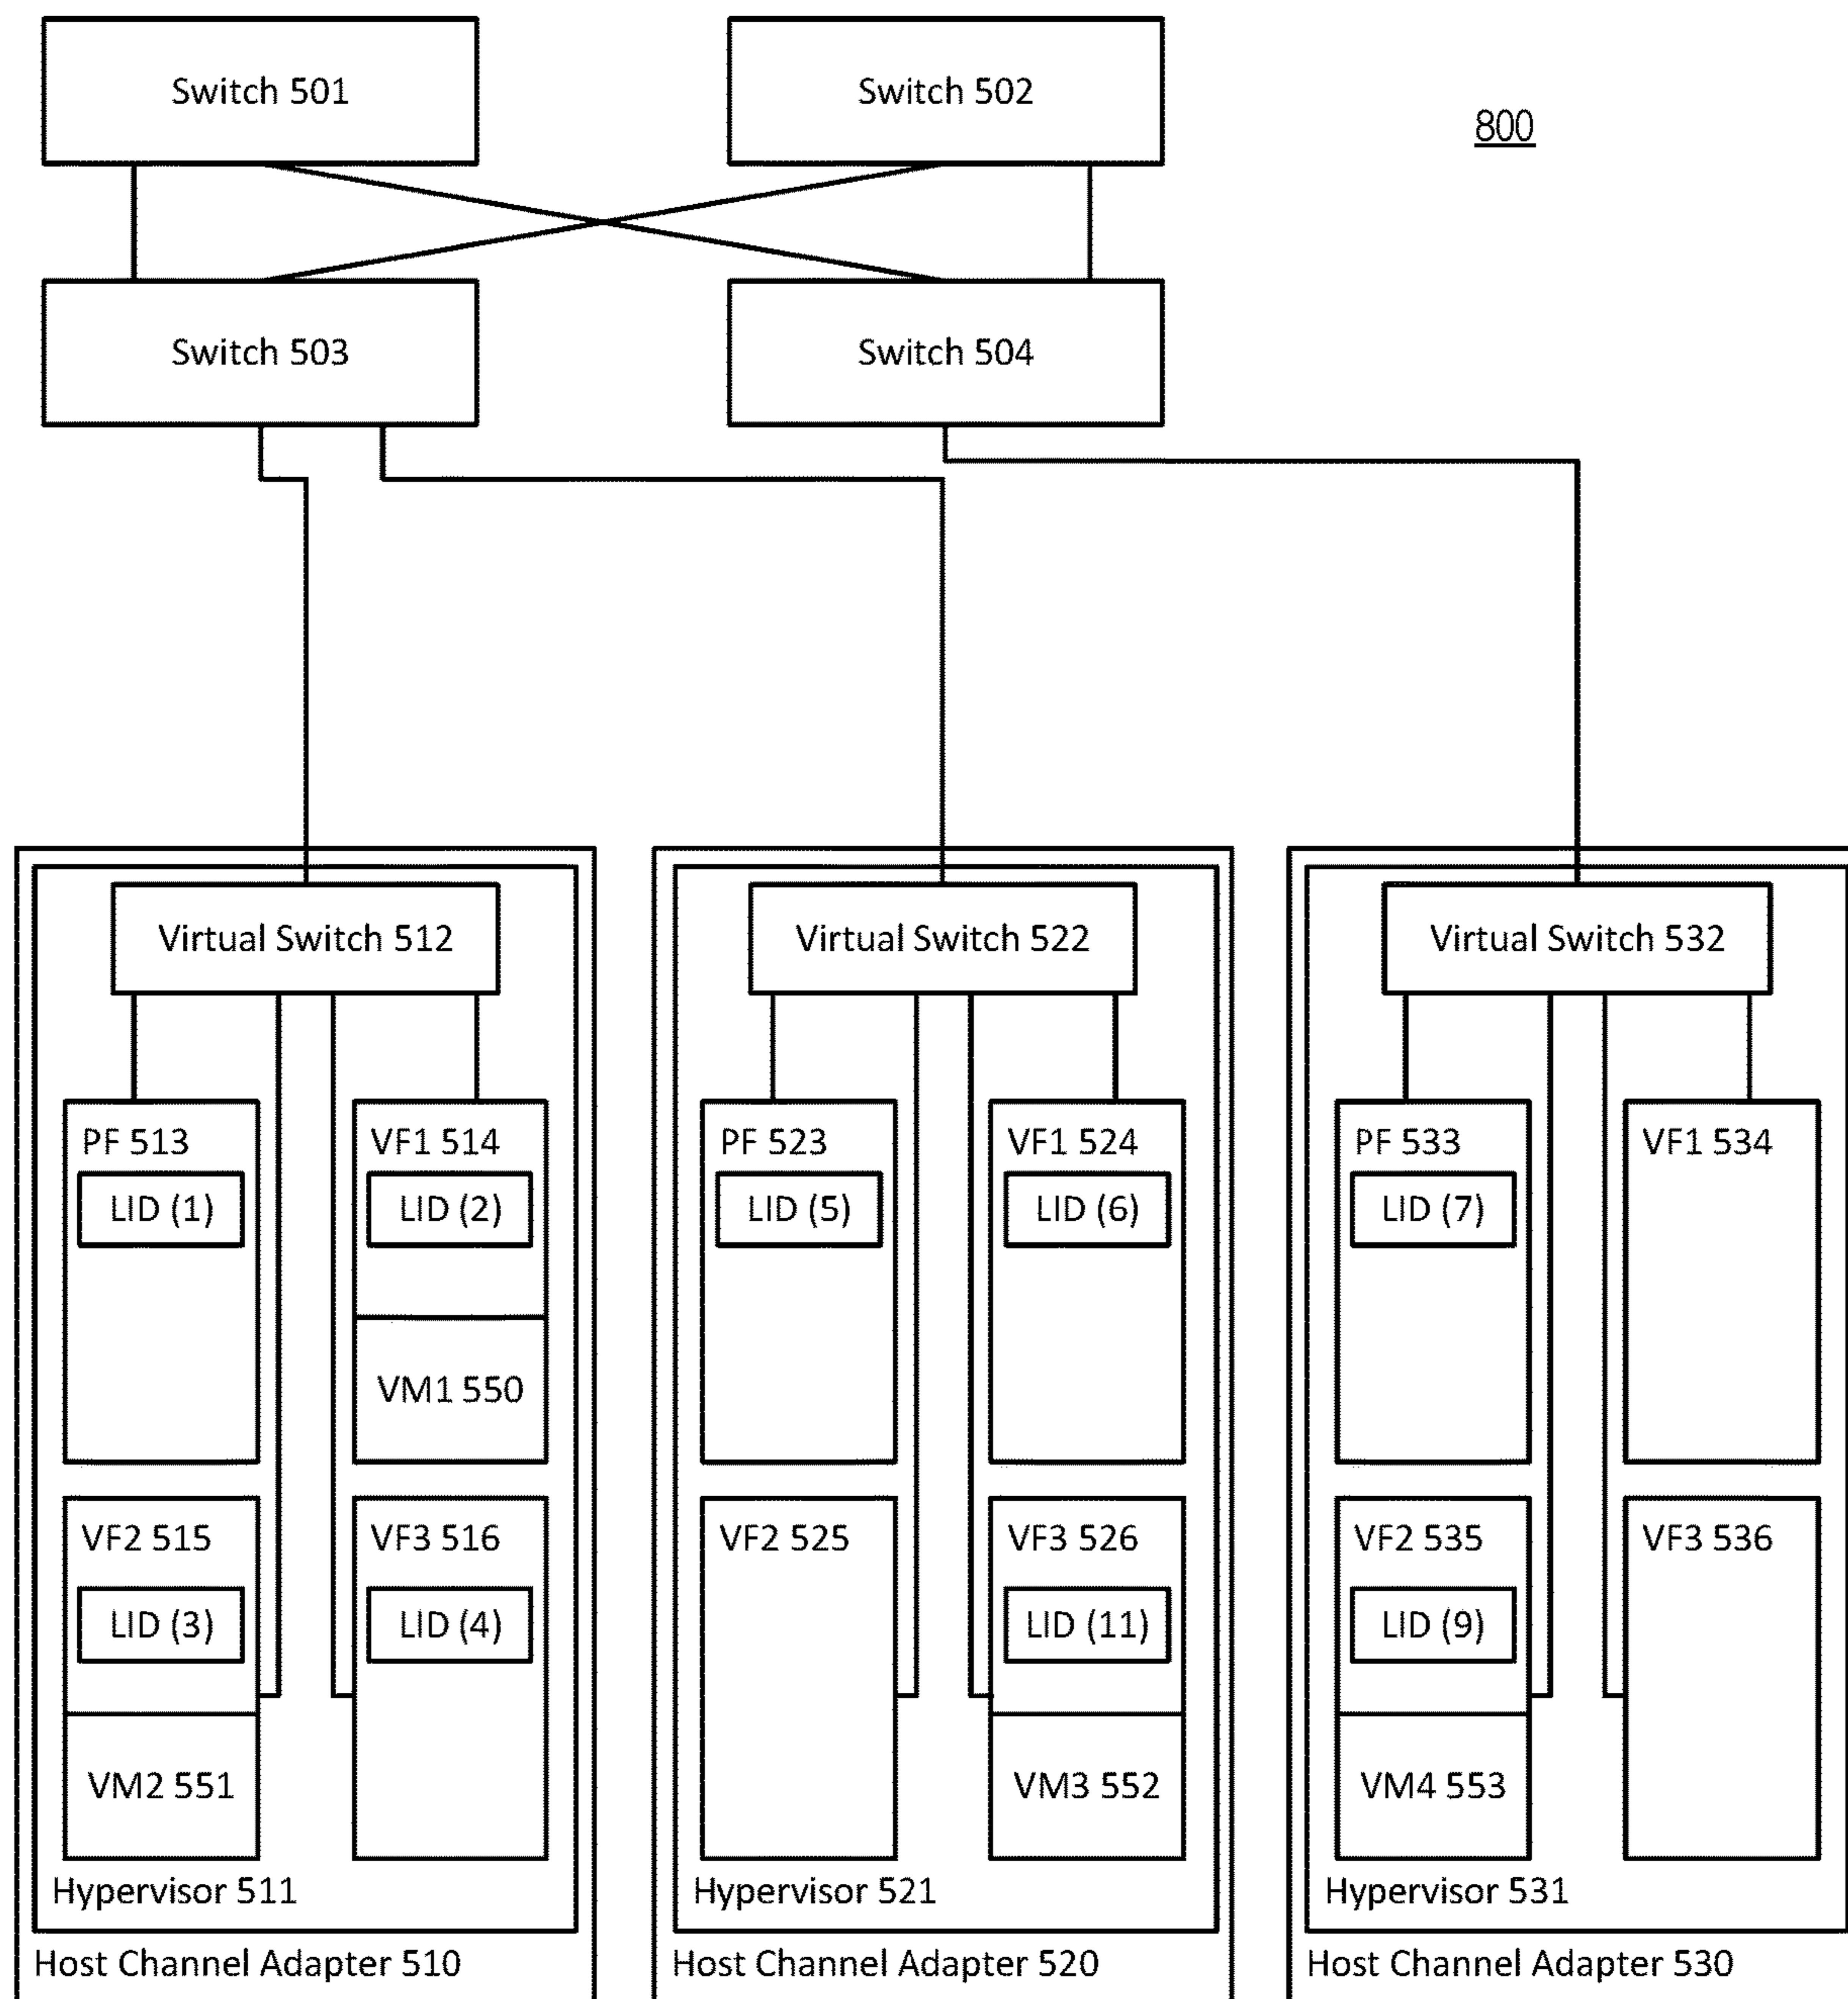 Switch 501
Switch 502
800
Switch 503
Switch 504
Virtual Switch 512
Virtual Switch 522
Virtual Switch 532
PF 513
LID (1)
VF1 514
LID (2)
VM1 550
VF2 515
LID (3)
VM2 551
VF3 516
LID (4)
Hypervisor 511
Host Channel Adapter 510
PF 523
LID (5)
VF1 524
LID (6)
VF2 525
VF3 526
LID (11)
VM3 552
Hypervisor 521
Host Channel Adapter 520
PF 533
LID (7)
VF1 534
VF2 535
LID (9)
VM4 553
VF3 536
Hypervisor 531
Host Channel Adapter 530